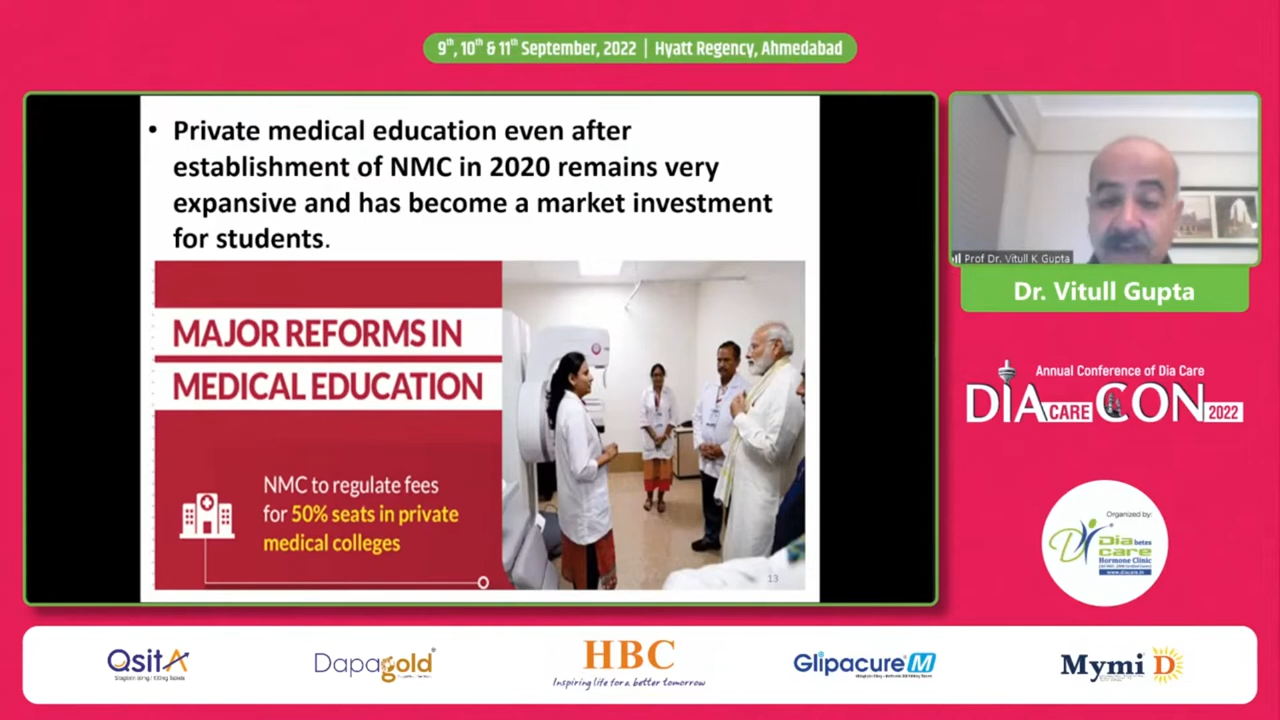 9th, 10th & 11th September, 2022 | Hyatt Regency, Ahmedabad
• Private medical education even after
establishment of NMC in 2020 remains very
expansive and has become a market investment
for students.
MAJOR REFORMS IN
MEDICAL EDUCATION
NMC to regulate fees
for 50% seats in private
medical colleges
13
Prof Dr. Vitull K Gupta
Dr. Vitull Gupta
Annual Conference of Dia Care
DIA CARE CON 2022
Organized by:
Diabetes
care
Hormone Clinic
www.diacare.in
QsitA
Dapagold
HBC
Inspiring life for a better tomorrow
Glipacure M
Mymi D